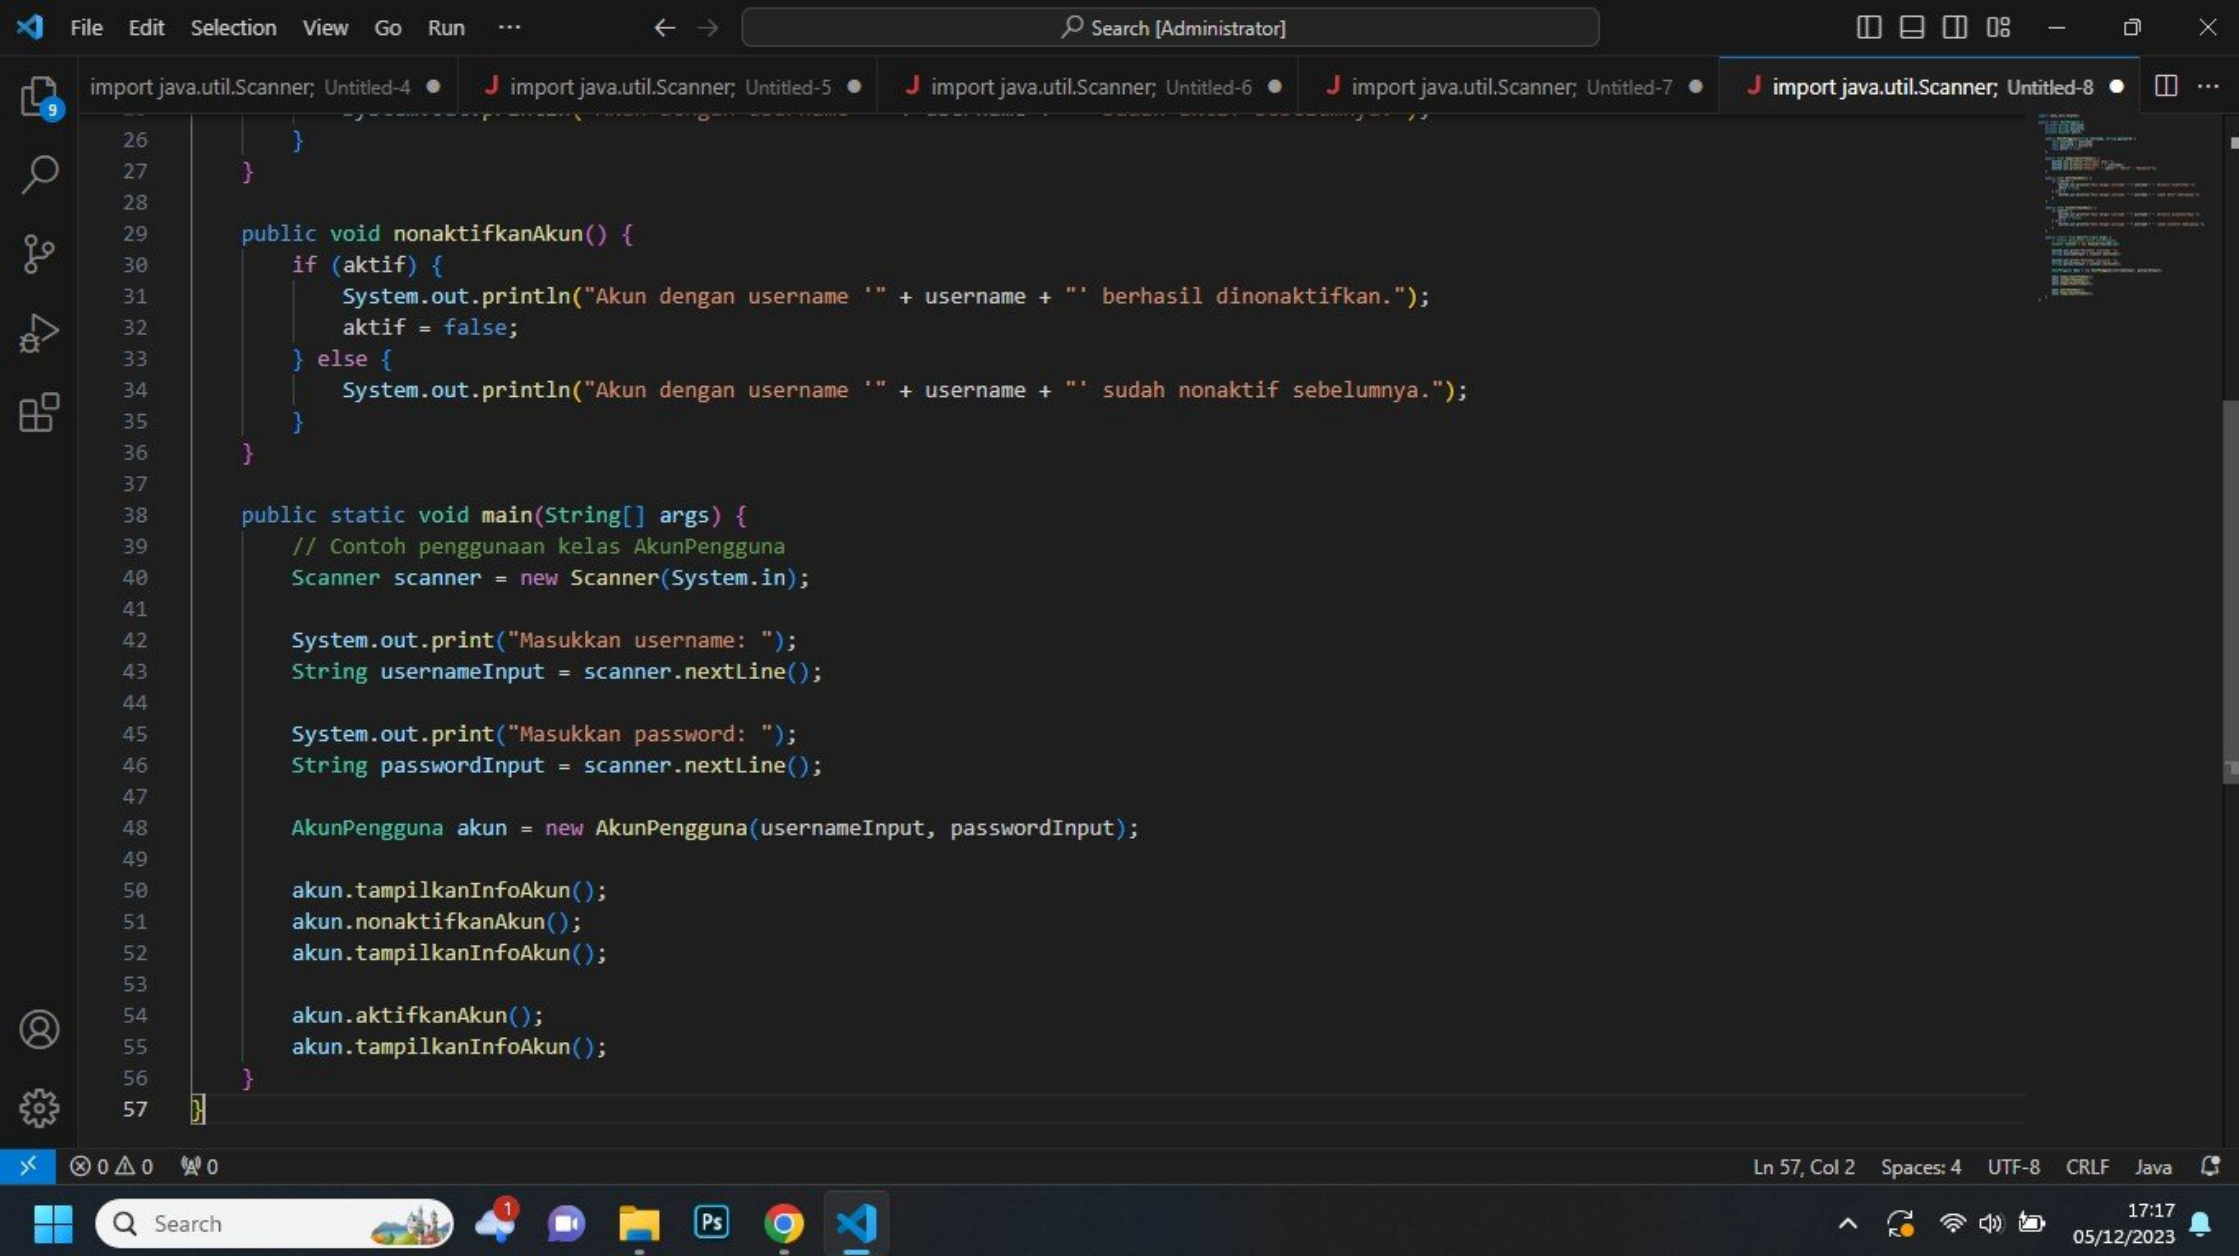 File Edit Selection View Go Run ···
Search [Administrator]
import java.util.Scanner; Untitled-4
J import java.util.Scanner; Untitled-5
J import java.util.Scanner; Untitled-6
J import java.util.Scanner; Untitled-7
J import java.util.Scanner; Untitled-8
9
26 }
27 }
28
29 public void nonaktifkanAkun() {
30 if (aktif) {
31 System.out.println("Akun dengan username '" + username + "' berhasil dinonaktifkan.");
32 aktif = false;
33 } else {
34 System.out.println("Akun dengan username '" + username + "' sudah nonaktif sebelumnya.");
35 }
36 }
37
38 public static void main(String[] args) {
39 // Contoh penggunaan kelas AkunPengguna
40 Scanner scanner = new Scanner(System.in);
41
42 System.out.print("Masukkan username: ");
43 String usernameInput = scanner.nextLine();
44
45 System.out.print("Masukkan password: ");
46 String passwordInput = scanner.nextLine();
47
48 AkunPengguna akun = new AkunPengguna(usernameInput, passwordInput);
49
50 akun.tampilkanInfoAkun();
51 akun.nonaktifkanAkun();
52 akun.tampilkanInfoAkun();
53
54 akun.aktifkanAkun();
55 akun.tampilkanInfoAkun();
56 }
57 }
0 0 0
Ln 57, Col 2 Spaces: 4 UTF-8 CRLF Java
Search
1
Ps
17:17
05/12/2023